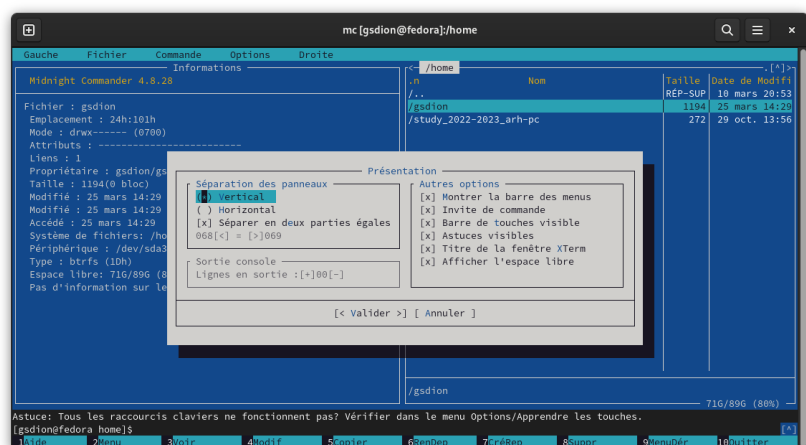 mc [gsdion@fedora]:/home
Gauche Fichier Commande Options Droite
Informations
Midnight Commander 4.8.28
Fichier : gsdion
Emplacement : 24h:101h
Mode : drwx------ (0700)
Attributs : ------------------------
Liens : 1
Propriétaire : gsdion/gs
Taille : 1194(0 bloc)
Modifié : 25 mars 14:29
Modifié : 25 mars 14:29
Accédé : 25 mars 14:29
Système de fichiers: /ho
Périphérique : /dev/sda3
Type : btrfs (1Dh)
Espace libre: 71G/89G (8
Pas d'information sur le
<- /home .[^]>
.n Nom Taille Date de Modifi
/.. RÉP-SUP 10 mars 20:53
/gsdion 1194 25 mars 14:29
/study_2022-2023_arh-pc 272 29 oct. 13:56
Présentation
Séparation des panneaux
(*) Vertical
( ) Horizontal
[x] Séparer en deux parties égales
068[<] = [>]069
Sortie console
Lignes en sortie :[+]00[-]
Autres options
[x] Montrer la barre des menus
[x] Invite de commande
[x] Barre de touches visible
[x] Astuces visibles
[x] Titre de la fenêtre XTerm
[x] Afficher l'espace libre
[< Valider >] [ Annuler ]
/gsdion
71G/89G (80%)
Astuce: Tous les raccourcis claviers ne fonctionnent pas? Vérifier dans le menu Options/Apprendre les touches.
[gsdion@fedora home]$ [^]
1Aide 2Menu 3Voir 4Modif 5Copier 6RenDep 7CréRép 8Suppr 9MenuDér 10Quitter